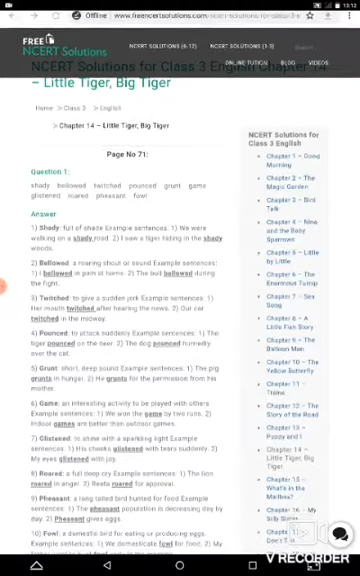 Offline
www.freencertsolutions.com/ncert-solutions-for-class-3-e
13:12
FREE
NCERT Solutions
NCERT SOLUTIONS (6-12)
NCERT SOLUTIONS (1-5)
Search...
ONLINE TUITION
BLOG
VIDEOS
NCERT Solutions for Class 3 English Chapter 14
– Little Tiger, Big Tiger
Home > Class 3 > English
> Chapter 14 – Little Tiger, Big Tiger
Page No 71:
Question 1:
shady bellowed twitched pounced grunt game
glistened roared pheasant fowl
Answer
1) Shady: full of shade Example sentences: 1) We were
walking on a shady road. 2) I saw a tiger hiding in the shady
woods.
2) Bellowed: a roaring shout or sound Example sentences:
1) I bellowed in pain at home. 2) The bull bellowed during
the fight.
3) Twitched: to give a sudden jerk Example sentences: 1)
Her mouth twitched after hearing the news. 2) Our car
twitched in the midway.
4) Pounced: to attack suddenly Example sentences: 1) The
tiger pounced on the deer. 2) The dog pounced hurriedly
over the cat.
5) Grunt: short, deep sound Example sentences: 1) The pig
grunts in hunger. 2) He grunts for the permission from his
mother.
6) Game: an interesting activity to be played with others
Example sentences: 1) We won the game by two runs. 2)
Indoor games are better than outdoor games.
7) Glistened: to shine with a sparkling light Example
sentences: 1) His cheeks glistened with tears suddenly. 2)
My eyes glistened with joy.
8) Roared: a full deep cry Example sentences: 1) The lion
roared in anger. 2) Reeta roared for approval.
9) Pheasant: a long tailed bird hunted for food Example
sentences: 1) The pheasant population is decreasing day by
day. 2) Pheasant gives eggs.
10) Fowl: a domestic bird for eating or producing eggs.
Example sentences: 1) We domesticate fowl for food. 2)
NCERT Solutions for
Class 3 English
Chapter 1 – Good
Morning
Chapter 2 – The
Magic Garden
Chapter 3 – Bird
Talk
Chapter 4 – Nina
and the Baby
Sparrows
Chapter 5 – Little
by Little
Chapter 6 – The
Enormous Turnip
Chapter 7 – Sea
Song
Chapter 8 – A
Little Fish Story
Chapter 9 – The
Balloon Man
Chapter 10 – The
Yellow Butterfly
Chapter 11 –
Trains
Chapter 12 – The
Story of the Road
Chapter 13 –
Puppy and I
Chapter 14 –
Little Tiger, Big
Tiger
Chapter 15 –
What's in the
Mailbox?
Chapter 16 – My
Silly Sister
Chapter
Don't
RECORDER